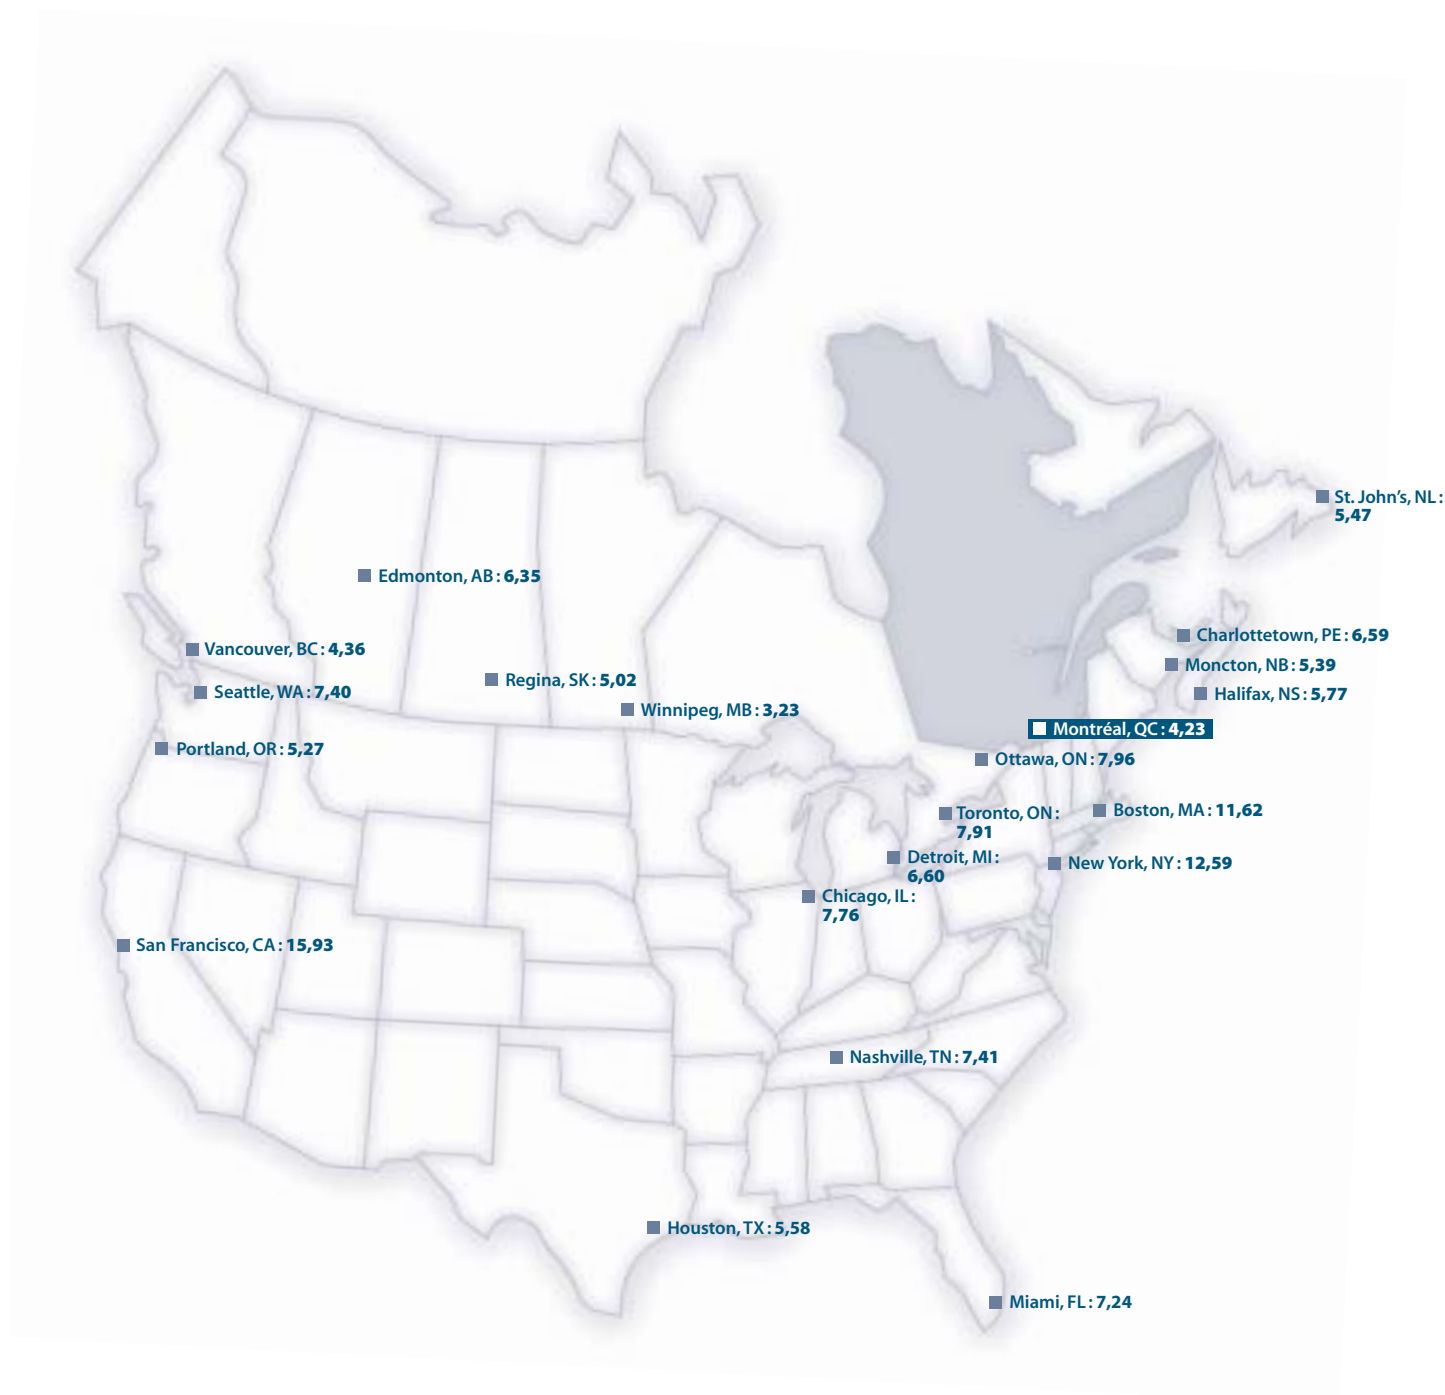 St. John's, NL :
5,47
Edmonton, AB : 6,35
Charlottetown, PE : 6,59
Vancouver, BC : 4,36
Moncton, NB : 5,39
Regina, SK : 5,02
Seattle, WA : 7,40
Halifax, NS : 5,77
Winnipeg, MB : 3,23
Montréal, QC : 4,23
Portland, OR : 5,27
Ottawa, ON : 7,96
Boston, MA : 11,62
Toronto, ON :
7,91
Detroit, MI :
6,60
New York, NY : 12,59
Chicago, IL :
7,76
San Francisco, CA : 15,93
Nashville, TN : 7,41
Houston, TX : 5,58
Miami, FL : 7,24